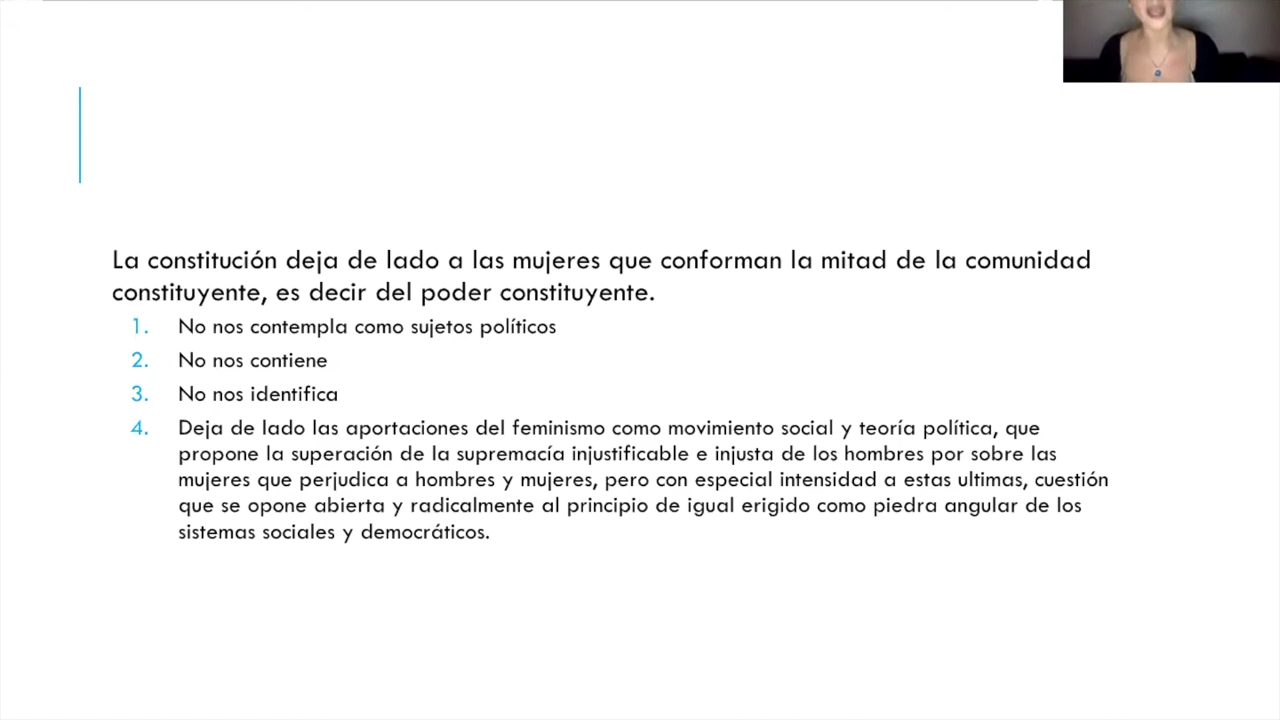 La constitución deja de lado a las mujeres que conforman la mitad de la comunidad
constituyente, es decir del poder constituyente.
1. No nos contempla como sujetos políticos
2. No nos contiene
3. No nos identifica
4. Deja de lado las aportaciones del feminismo como movimiento social y teoría política, que
propone la superación de la supremacía injustificable e injusta de los hombres por sobre las
mujeres que perjudica a hombres y mujeres, pero con especial intensidad a estas ultimas, cuestión
que se opone abierta y radicalmente al principio de igual erigido como piedra angular de los
sistemas sociales y democráticos.